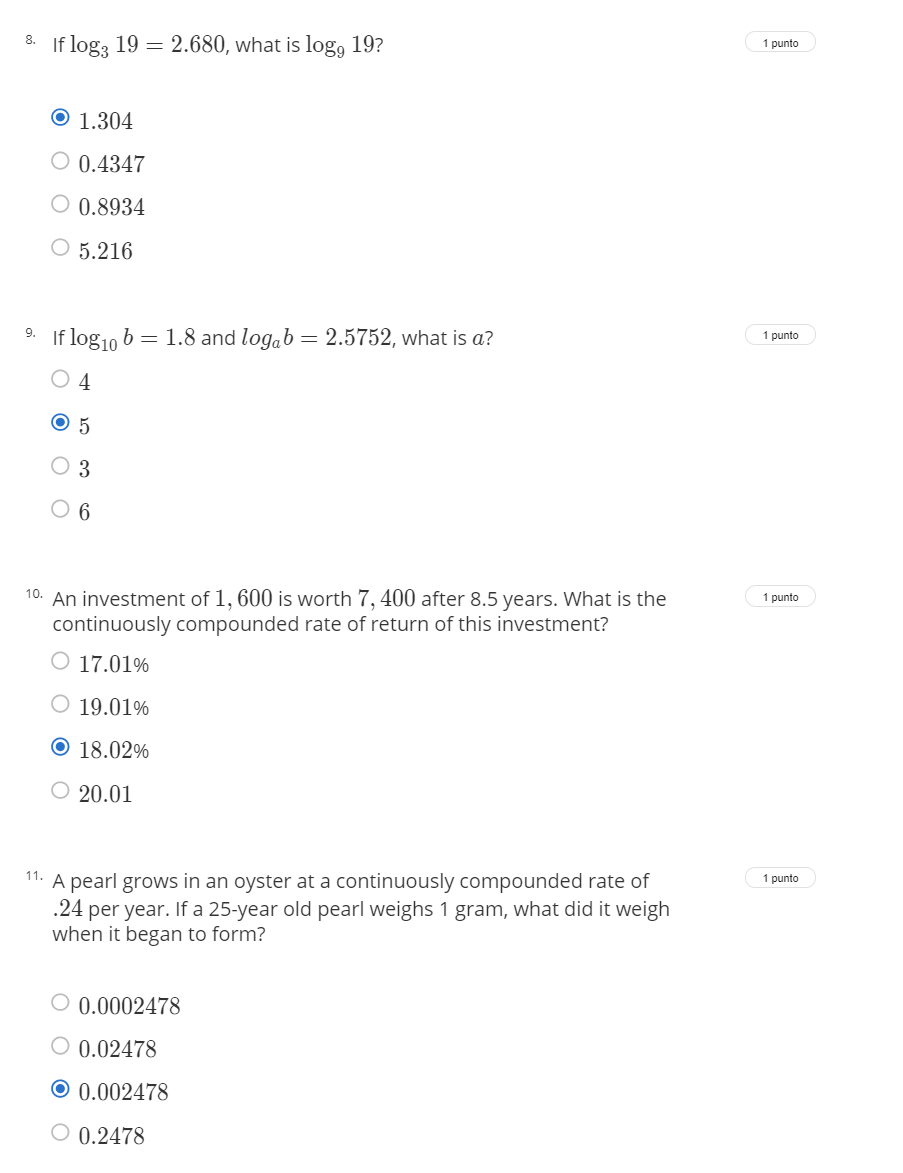 8. If log₃ 19 = 2.680, what is log₉ 19?
1 punto
1.304
0.4347
0.8934
5.216
9. If log₁₀ b = 1.8 and logₐb = 2.5752, what is a?
1 punto
4
5
3
6
10. An investment of 1,600 is worth 7,400 after 8.5 years. What is the
1 punto
continuously compounded rate of return of this investment?
17.01%
19.01%
18.02%
20.01
11. A pearl grows in an oyster at a continuously compounded rate of
1 punto
.24 per year. If a 25-year old pearl weighs 1 gram, what did it weigh
when it began to form?
0.0002478
0.02478
0.002478
0.2478